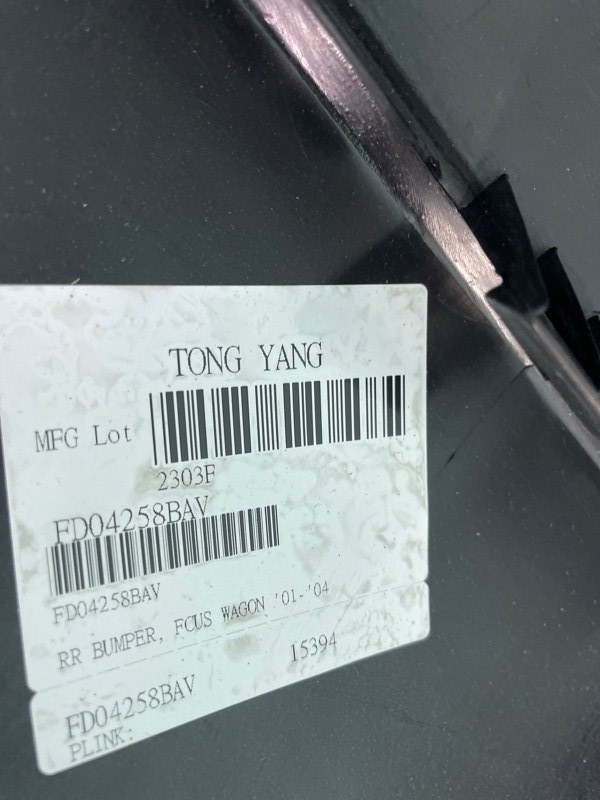 TONG YANG
MFG Lot
2303F
FD04258BAV
FD04258BAV
RR BUMPER, FCUS WAGON '01-'04
FD04258BAV 15394
PLINK: